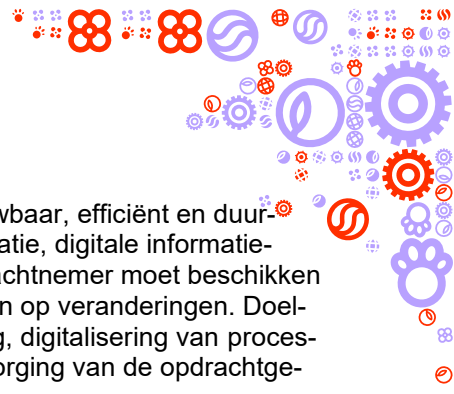 wbaar, efficiënt en duur-
atie, digitale informatie-
achtnemer moet beschikken
n op veranderingen. Doel-
g, digitalisering van proces-
orging van de opdrachtge-